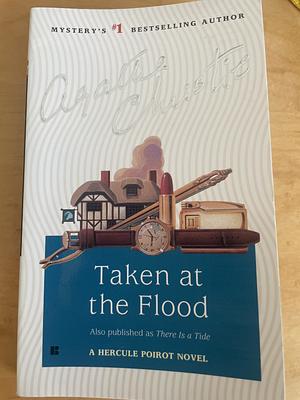 MYSTERY'S #1 BESTSELLING AUTHOR
Agatha
Christie
Taken at
the Flood
Also published as There Is a Tide
A HERCULE POIROT NOVEL